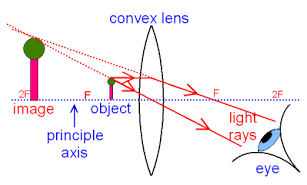 convex lens
2F
F
F
2F
image
object
principle
axis
light
rays
eye